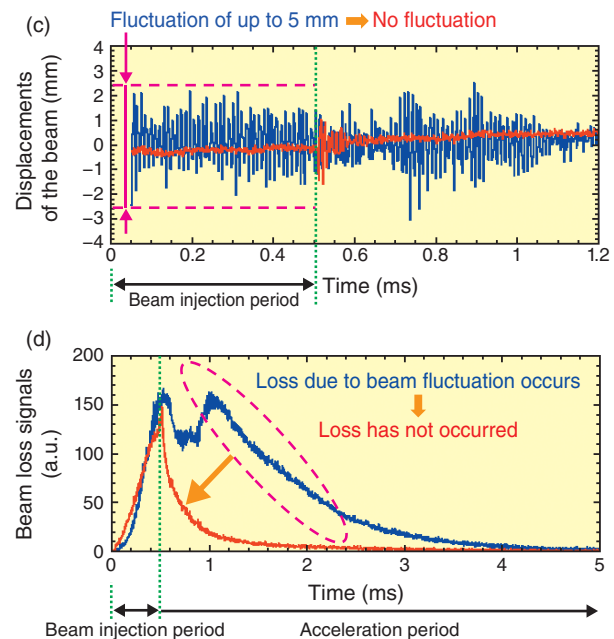 (c)
Fluctuation of up to 5 mm No fluctuation
Displacements
of the beam (mm)
4
3
2
1
0
-1
-2
-3
-4
0 0.2 0.4 0.6 0.8 1 1.2
Beam injection period
Time (ms)
(d)
Beam loss signals
(a.u.)
200
150
100
50
0
Loss due to beam fluctuation occurs
Loss has not occurred
0 1 2 3 4 5
Time (ms)
Beam injection period Acceleration period